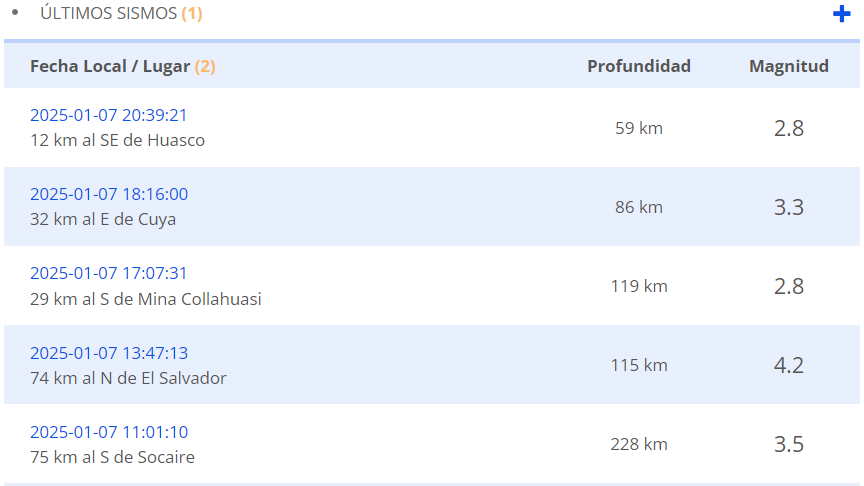 ÚLTIMOS SISMOS (1)
Fecha Local / Lugar (2) Profundidad Magnitud
2025-01-07 20:39:21
12 km al SE de Huasco
59 km 2.8
2025-01-07 18:16:00
32 km al E de Cuya
86 km 3.3
2025-01-07 17:07:31
29 km al S de Mina Collahuasi
119 km 2.8
2025-01-07 13:47:13
74 km al N de El Salvador
115 km 4.2
2025-01-07 11:01:10
75 km al S de Socaire
228 km 3.5